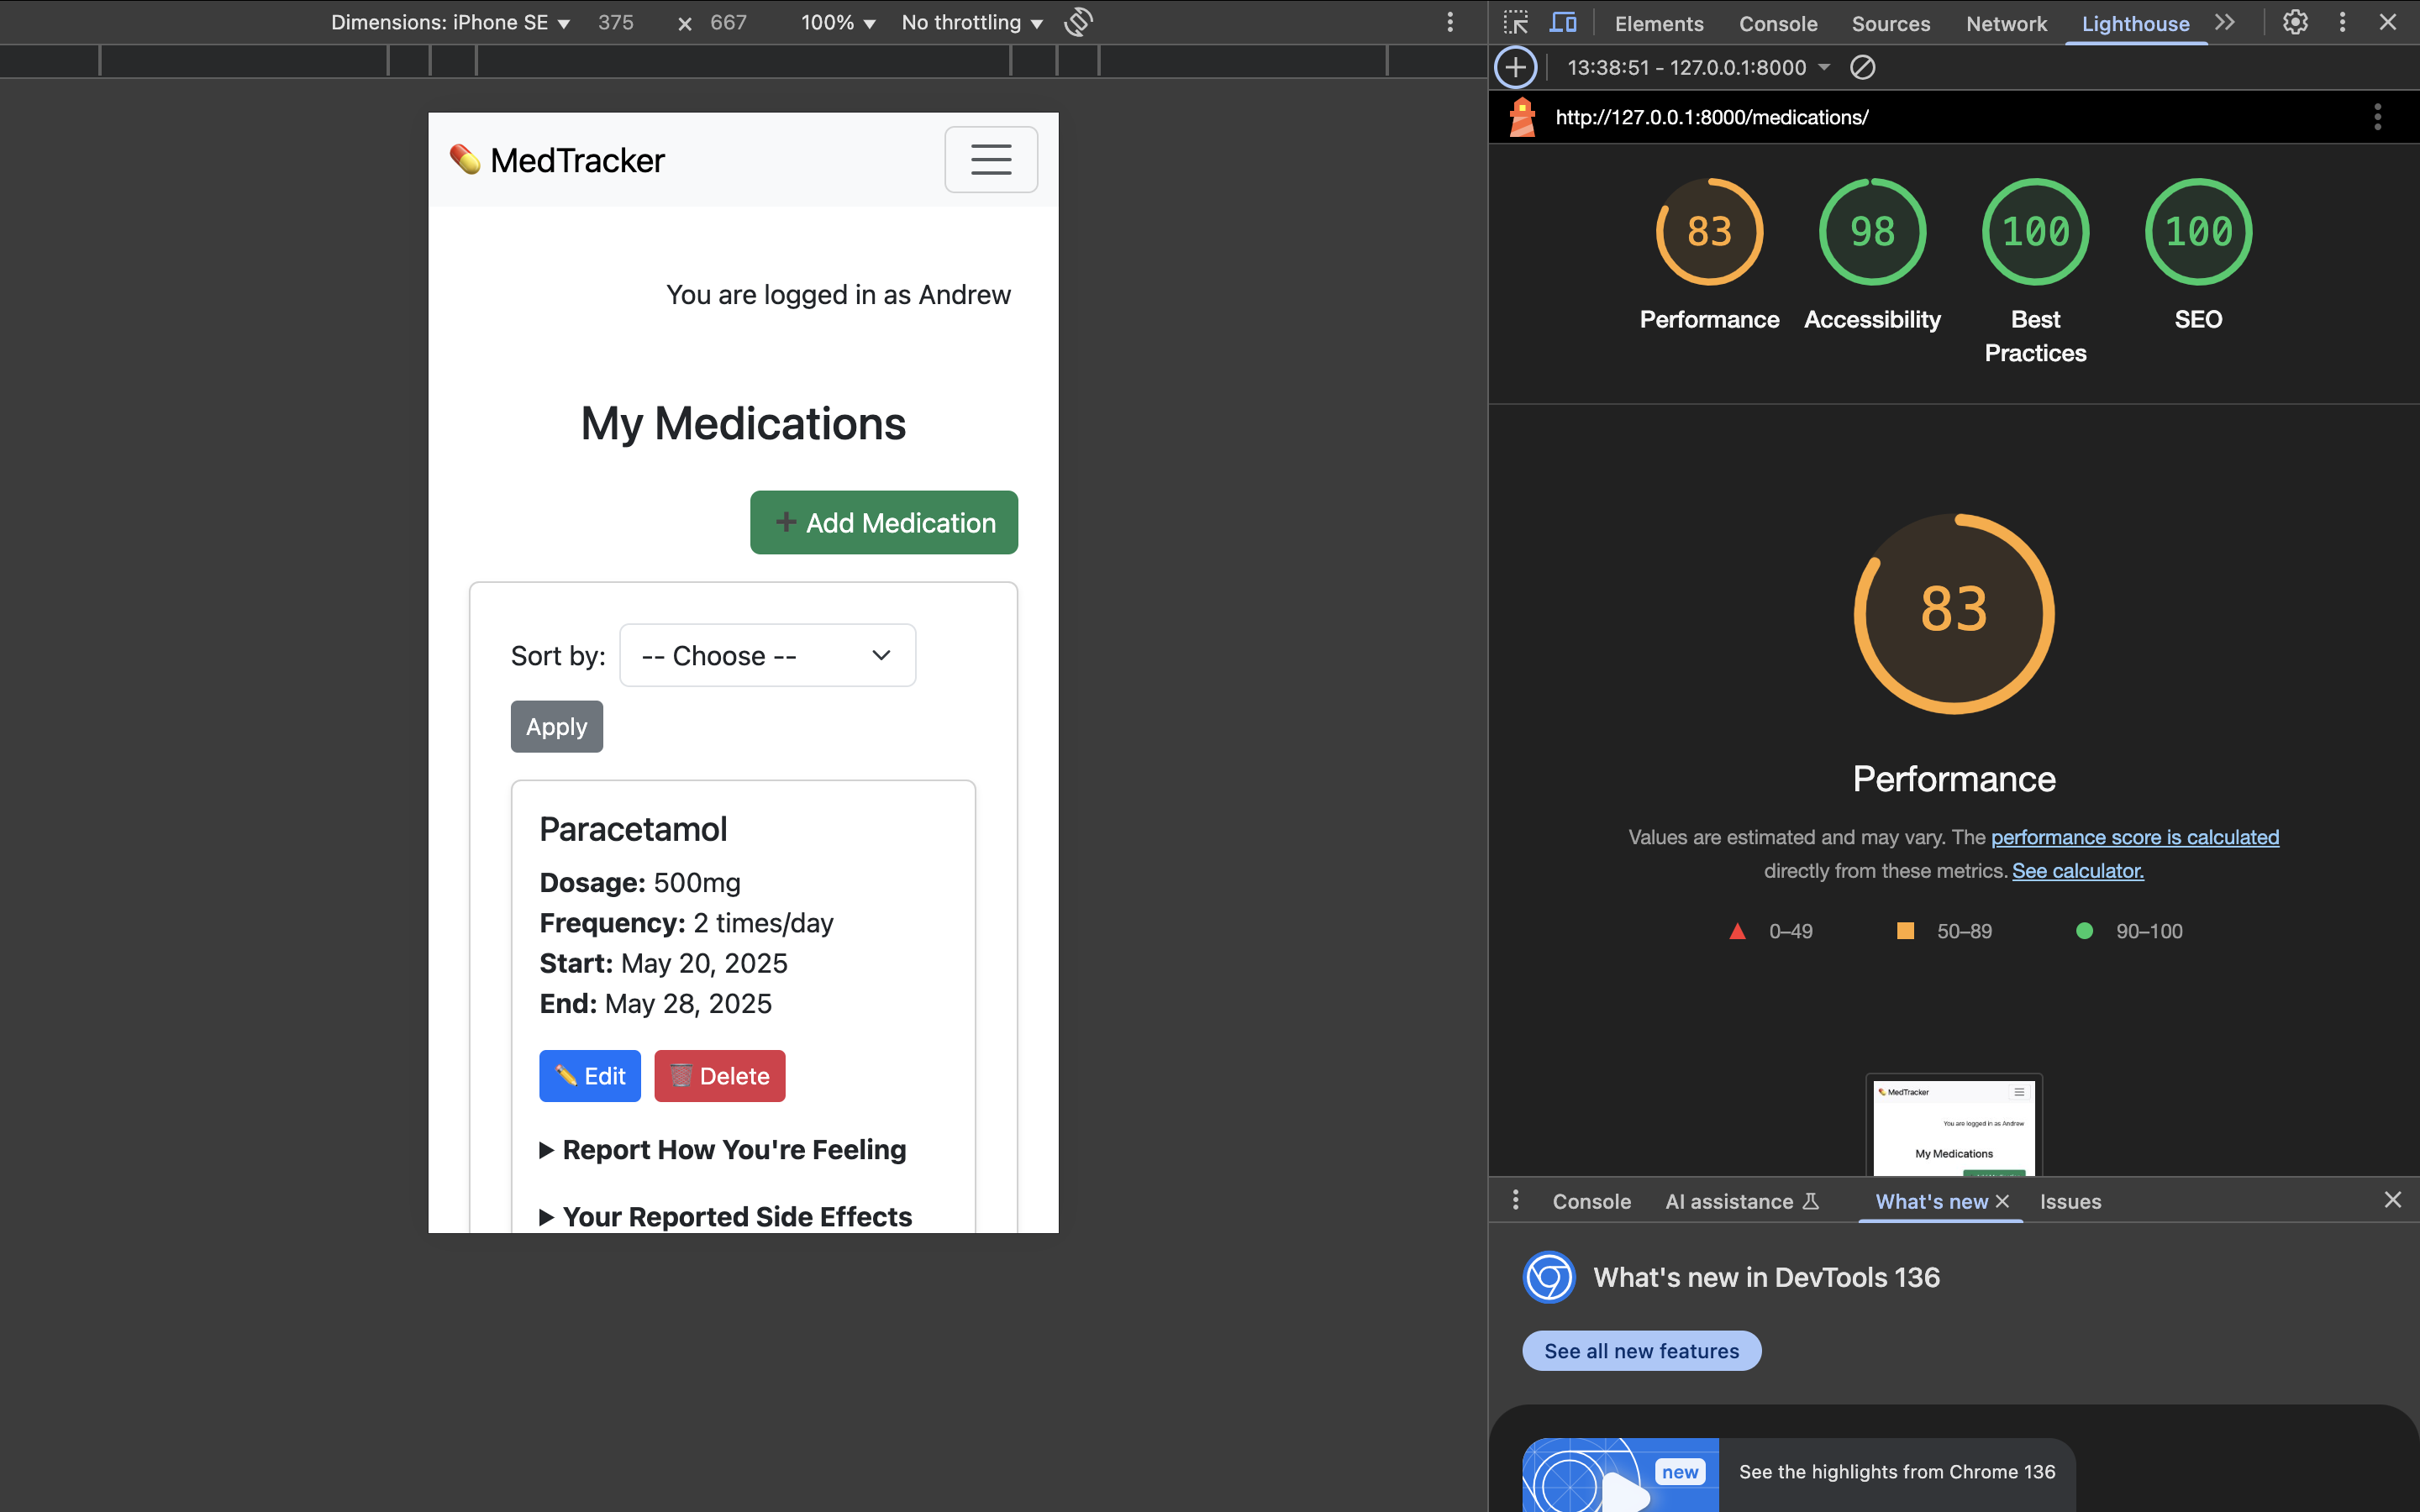 Dimensions: iPhone SE ▼ 375 × 667 100% ▼ No throttling ▼
Elements Console Sources Network Lighthouse
13:38:51 - 127.0.0.1:8000
http://127.0.0.1:8000/medications/
MedTracker
You are logged in as Andrew
My Medications
Add Medication
Sort by: -- Choose --
Apply
Paracetamol
Dosage: 500mg
Frequency: 2 times/day
Start: May 20, 2025
End: May 28, 2025
Edit Delete
Report How You're Feeling
Your Reported Side Effects
83 98 100 100
Performance Accessibility Best Practices SEO
83
Performance
Values are estimated and may vary. The performance score is calculated
directly from these metrics. See calculator.
0–49 50–89 90–100
MedTracker
You are logged in as Andrew
My Medications
Console AI assistance What's new Issues
What's new in DevTools 136
See all new features
new
See the highlights from Chrome 136